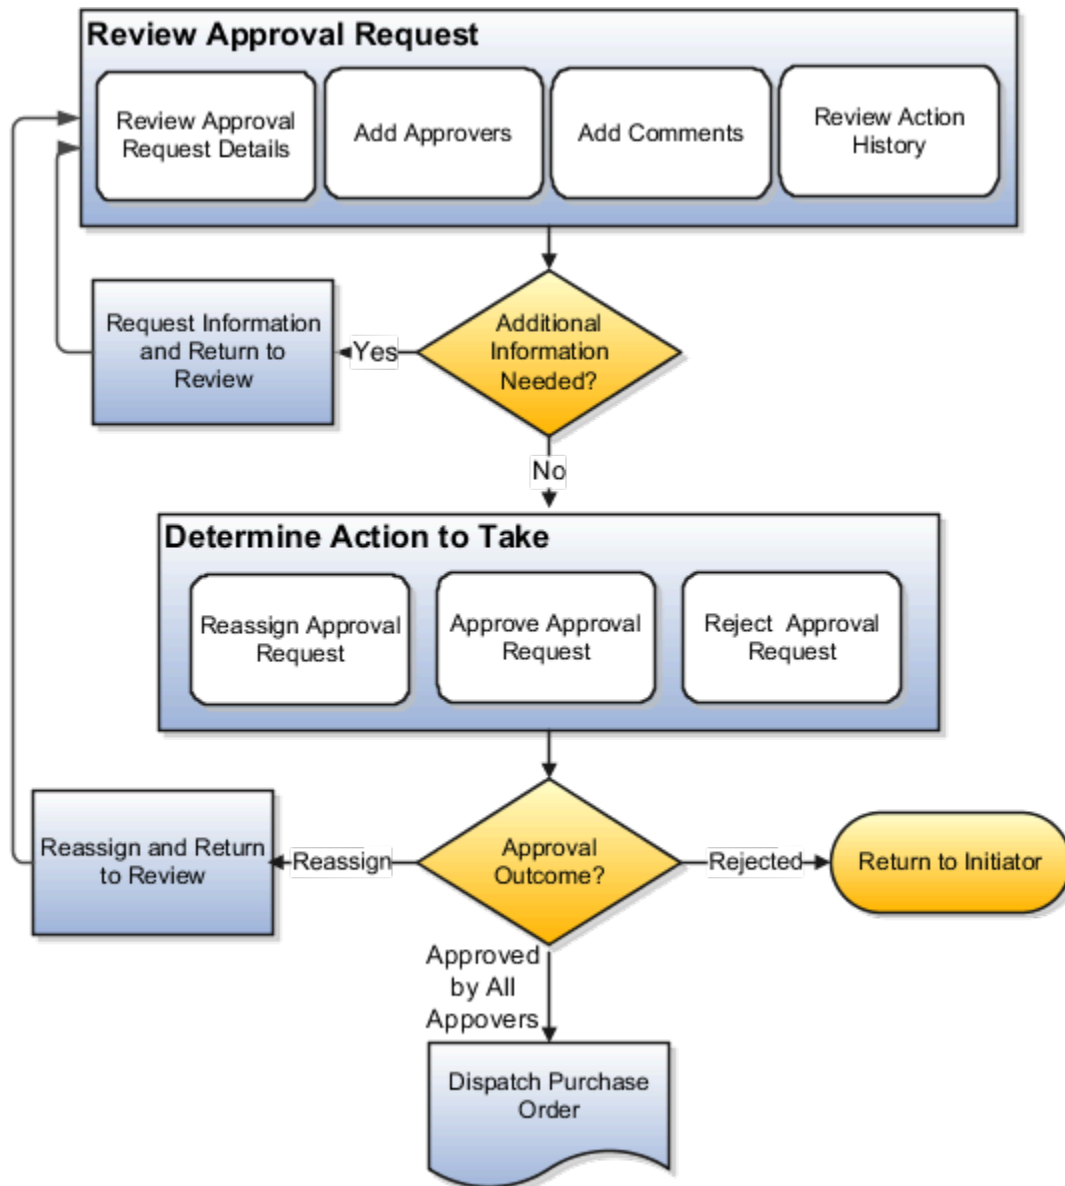 Review Approval Request
Review Approval
Request Details
Add Approvers
Add Comments
Review Action
History
Request Information
and Return to
Review
Yes
Additional
Information
Needed?
No
Determine Action to Take
Reassign Approval
Request
Approve Approval
Request
Reject Approval
Request
Reassign and Return
to Review
Reassign
Approval
Outcome?
Rejected
Return to Initiator
Approved
by All
Appovers
Dispatch Purchase
Order